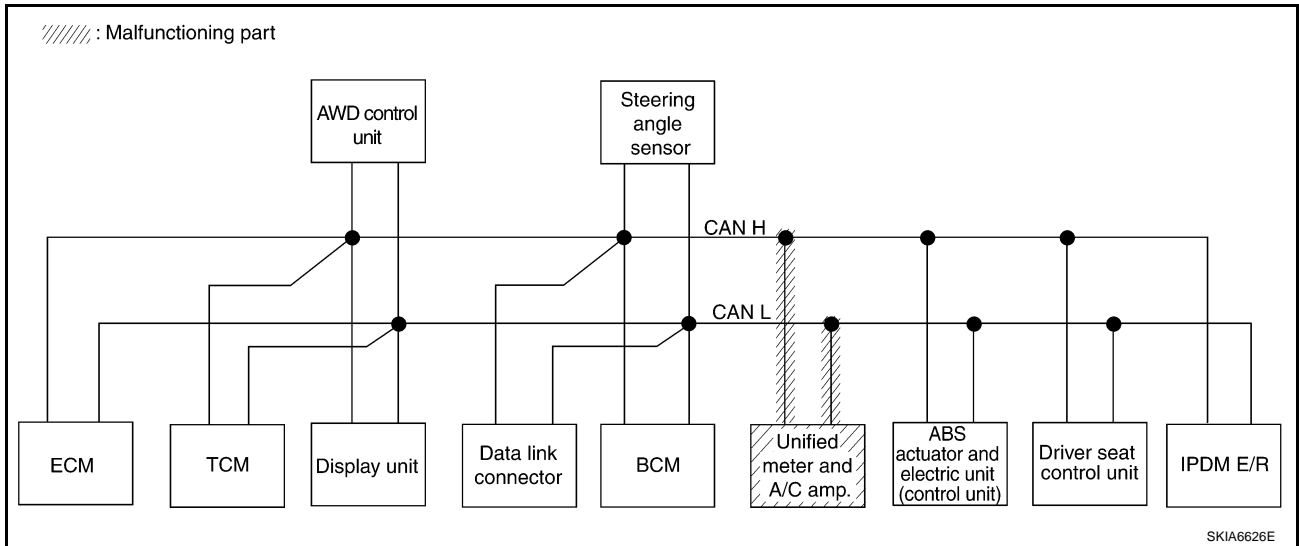 : Malfunctioning part
AWD control
unit
Steering
angle
sensor
CAN H
CAN L
ECM
TCM
Display unit
Data link
connector
BCM
Unified
meter and
A/C amp.
ABS
actuator and
electric unit
(control unit)
Driver seat
control unit
IPDM E/R
SKIA6626E